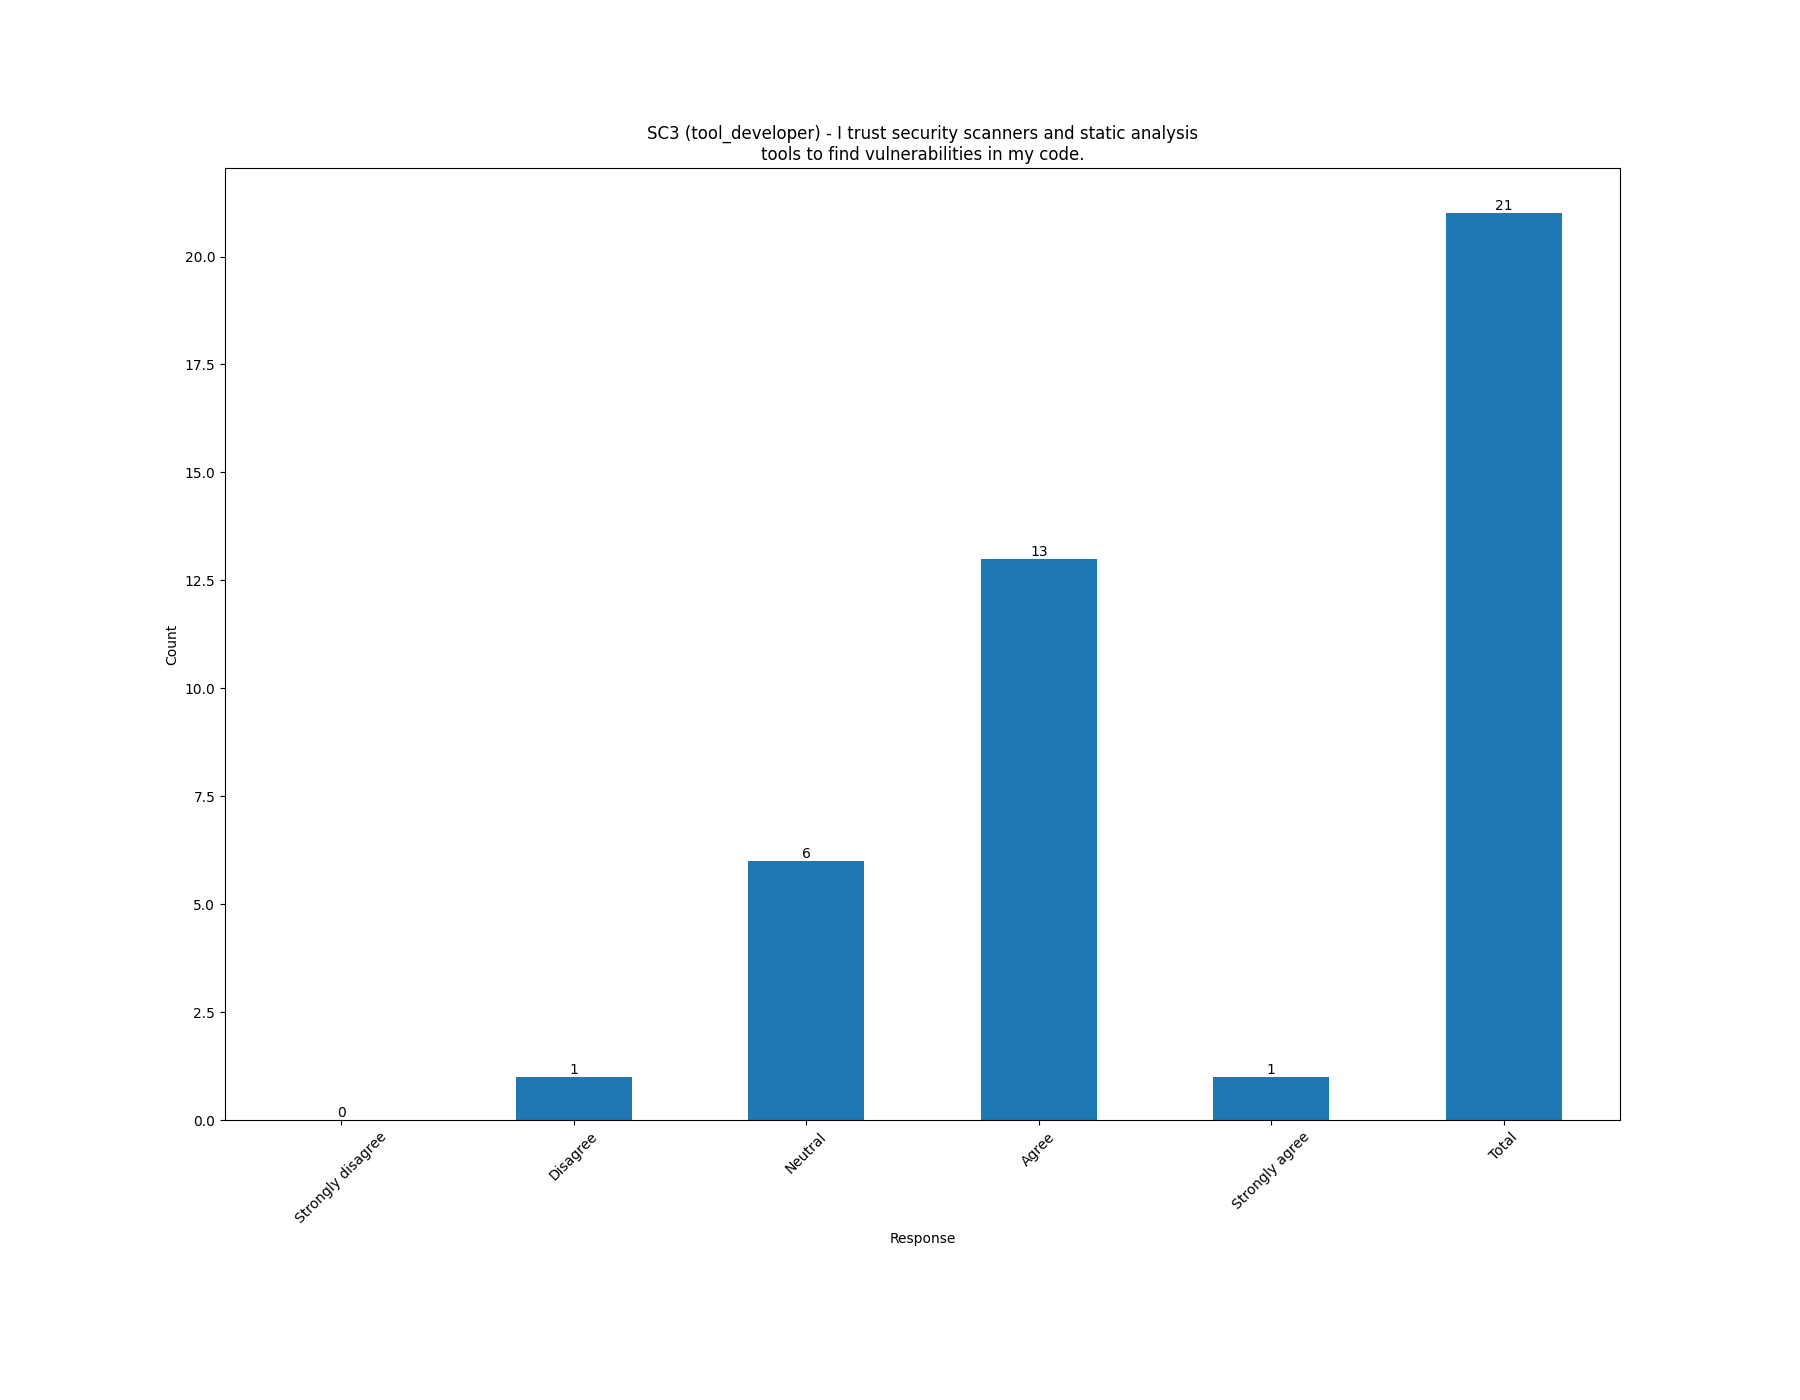 SC3 (tool_developer) - I trust security scanners and static analysis
tools to find vulnerabilities in my code.
Count
20.0
17.5
15.0
12.5
10.0
7.5
5.0
2.5
0.0
0
1
6
13
1
21
Strongly disagree
Disagree
Neutral
Agree
Strongly agree
Total
Response